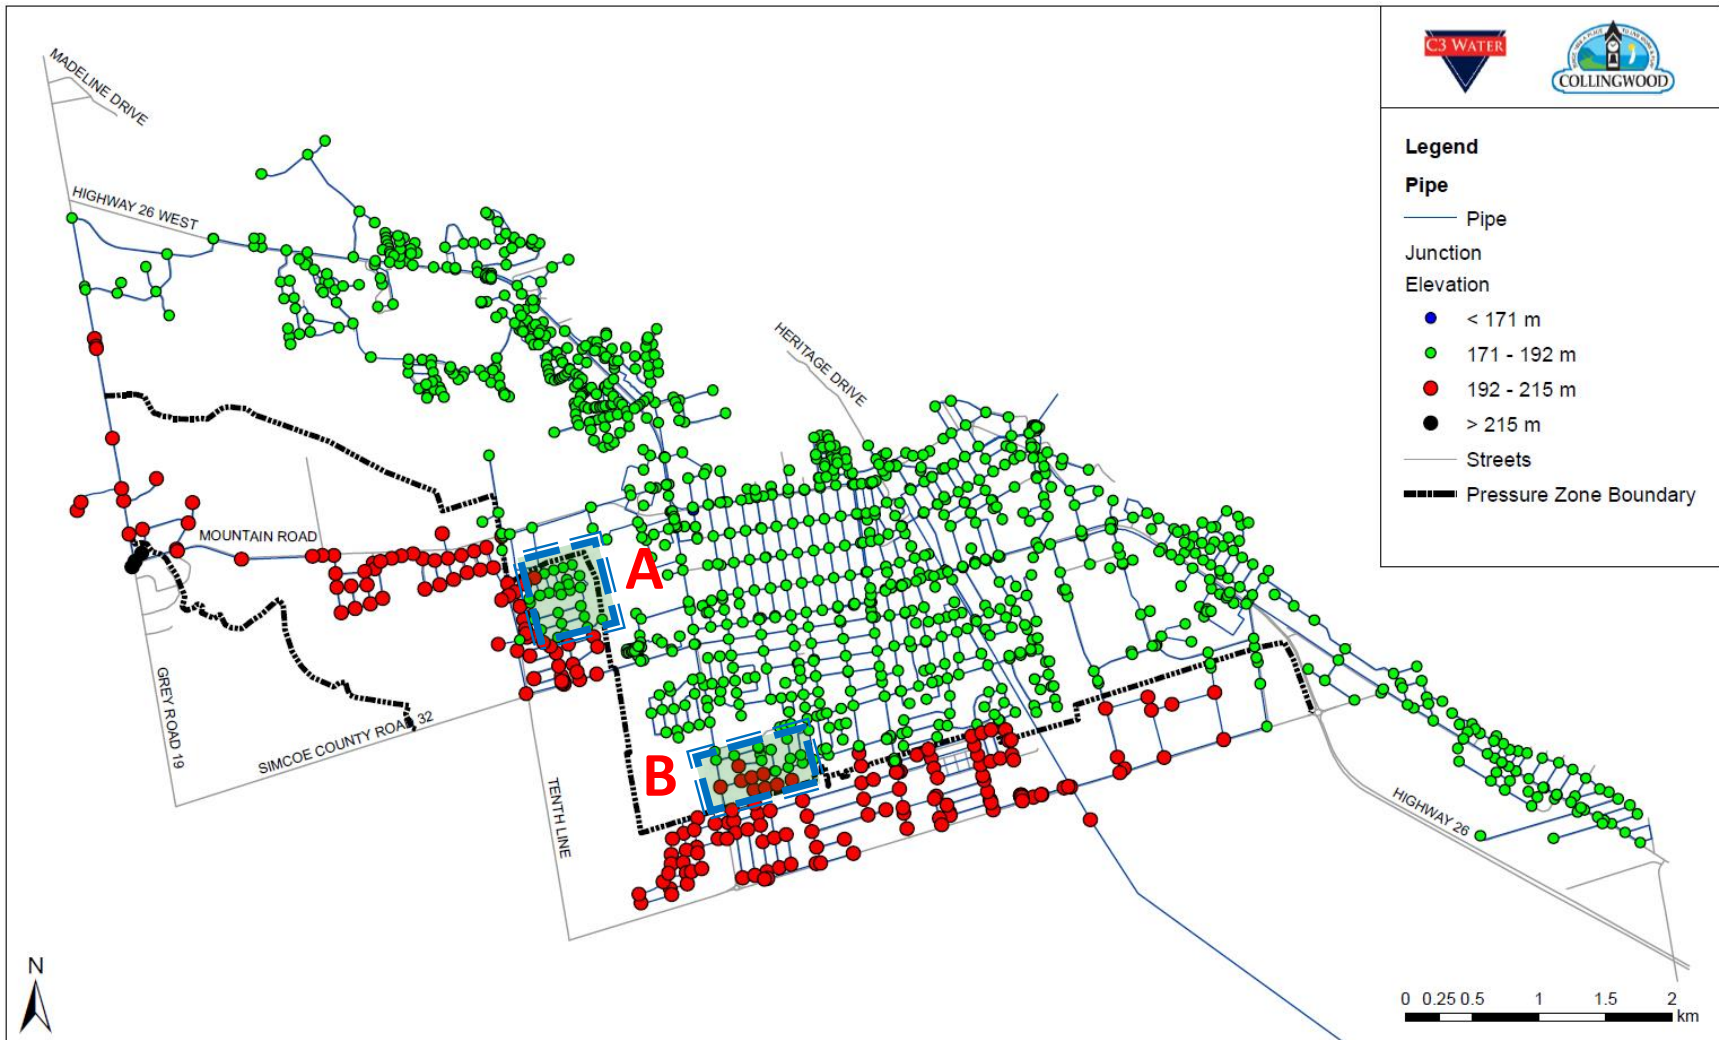 C3 WATER
COLLINGWOOD
Legend
Pipe
Pipe
Junction
Elevation
< 171 m
171 - 192 m
192 - 215 m
> 215 m
Streets
Pressure Zone Boundary
MADELINE DRIVE
HIGHWAY 26 WEST
HERITAGE DRIVE
MOUNTAIN ROAD
A
GREY ROAD 19
SIMCOE COUNTY ROAD 32
B
TENTH LINE
HIGHWAY 26
N
0 0.25 0.5 1 1.5 2
km